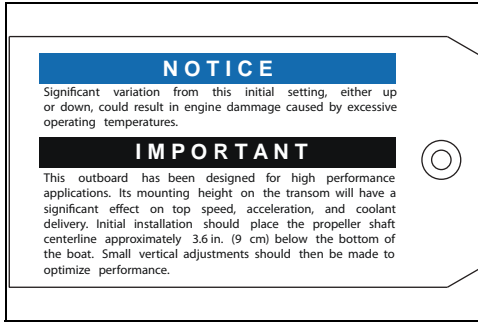 NOTICE
Significant variation from this initial setting, either up
or down, could result in engine dammage caused by excessive
operating temperatures.
IMPORTANT
This outboard has been designed for high performance
applications. Its mounting height on the transom will have a
significant effect on top speed, acceleration, and coolant
delivery. Initial installation should place the propeller shaft
centerline approximately 3.6 in. (9 cm) below the bottom of
the boat. Small vertical adjustments should then be made to
optimize performance.